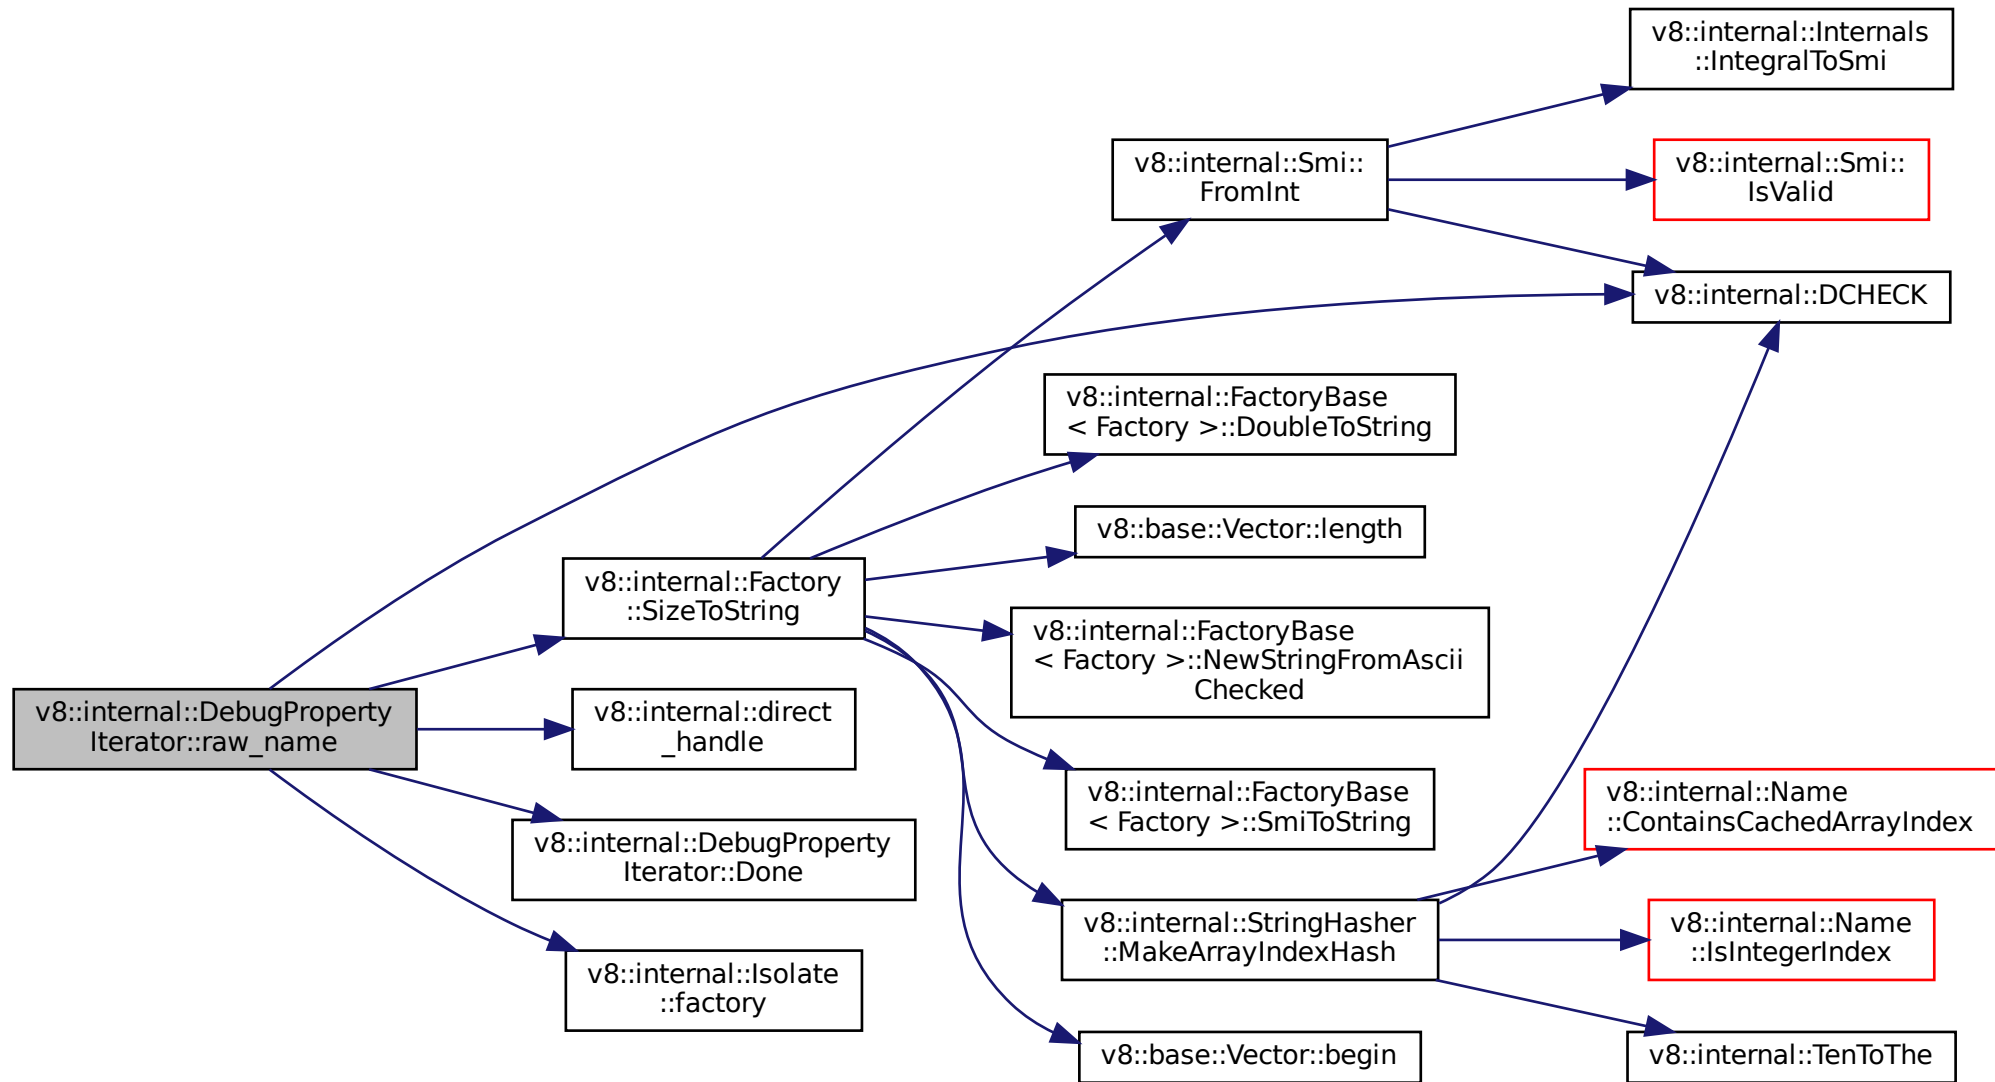 v8::internal::Internals
::IntegralToSmi
v8::internal::Smi::
FromInt
v8::internal::Smi::
IsValid
v8::internal::DCHECK
v8::internal::FactoryBase
< Factory >::DoubleToString
v8::base::Vector::length
v8::internal::Factory
::SizeToString
v8::internal::FactoryBase
< Factory >::NewStringFromAscii
Checked
v8::internal::DebugProperty
Iterator::raw_name
v8::internal::direct
_handle
v8::internal::FactoryBase
< Factory >::SmiToString
v8::internal::Name
::ContainsCachedArrayIndex
v8::internal::DebugProperty
Iterator::Done
v8::internal::StringHasher
::MakeArrayIndexHash
v8::internal::Name
::IsIntegerIndex
v8::internal::Isolate
::factory
v8::base::Vector::begin
v8::internal::TenToThe